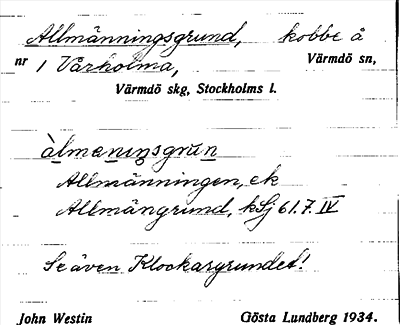 Allmänningsgrund, kobbe å
nr 1 Vårholma, Värmdö sn,
Värmdö skg, Stockholms l.
àlmenıŋsgrùn
Allmänningen, ek
Allmängrund, kSj 61.7. IV
Se även Klockargrundet!
John Westin Gösta Lundberg 1934.